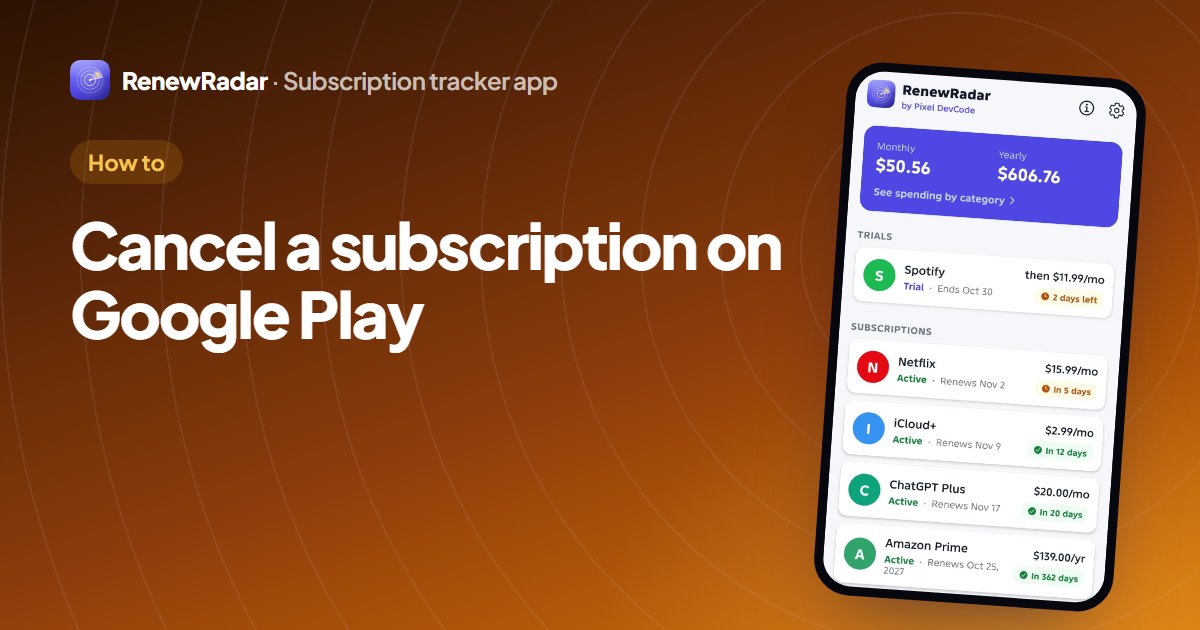 RenewRadar · Subscription tracker app
How to
Cancel a subscription on
Google Play
RenewRadar
by Pixel DevCode
Monthly
$50.56
Yearly
$606.76
See spending by category
TRIALS
S
Spotify
then $11.99/mo
Trial · Ends Oct 30
2 days left
SUBSCRIPTIONS
N
Netflix
$15.99/mo
Active · Renews Nov 2
In 5 days
I
iCloud+
$2.99/mo
Active · Renews Nov 9
In 12 days
C
ChatGPT Plus
$20.00/mo
Active · Renews Nov 17
In 20 days
A
Amazon Prime
$139.00/yr
Active · Renews Oct 25,
2027
In 362 days